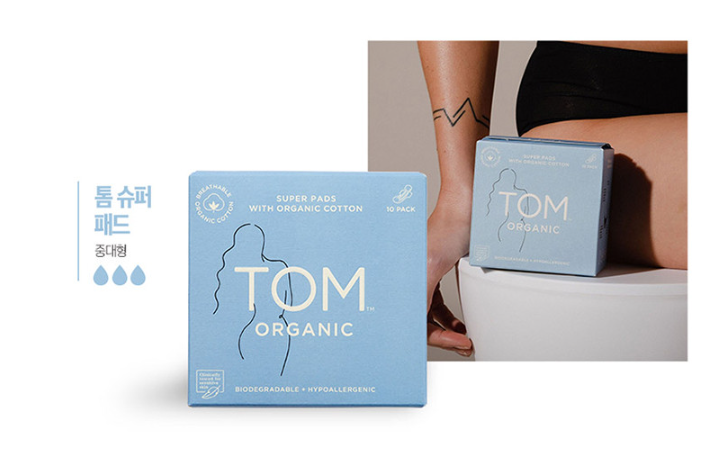 톰 슈퍼
패드
중대형
BREATHABLE
ORGANIC COTTON
SUPER PADS
WITH ORGANIC COTTON
10 PACK
TOM
TM
ORGANIC
BIODEGRADABLE + HYPOALLERGENIC
SUPER PADS
WITH ORGANIC COTTON
TOM
ORGANIC
BIODEGRADABLE + HYPOALLERGENIC